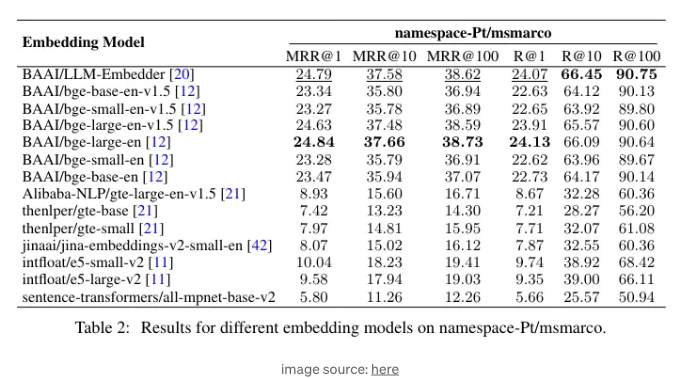 namespace-Pt/msmarco
Embedding Model
MRR@1 MRR@10 MRR@100 R@1 R@10 R@100
BAAI/LLM-Embedder [20] 24.79 37.58 38.62 24.07 66.45 90.75
BAAI/bge-base-en-v1.5 [12] 23.34 35.80 36.94 22.63 64.12 90.13
BAAI/bge-small-en-v1.5 [12] 23.27 35.78 36.89 22.65 63.92 89.80
BAAI/bge-large-en-v1.5 [12] 24.63 37.48 38.59 23.91 65.57 90.60
BAAI/bge-large-en [12] 24.84 37.66 38.73 24.13 66.09 90.64
BAAI/bge-small-en [12] 23.28 35.79 36.91 22.62 63.96 89.67
BAAI/bge-base-en [12] 23.47 35.94 37.07 22.73 64.17 90.14
Alibaba-NLP/gte-large-en-v1.5 [21] 8.93 15.60 16.71 8.67 32.28 60.36
thenlper/gte-base [21] 7.42 13.23 14.30 7.21 28.27 56.20
thenlper/gte-small [21] 7.97 14.81 15.95 7.71 32.07 61.08
jinaai/jina-embeddings-v2-small-en [42] 8.07 15.02 16.12 7.87 32.55 60.36
intfloat/e5-small-v2 [11] 10.04 18.23 19.41 9.74 38.92 68.42
intfloat/e5-large-v2 [11] 9.58 17.94 19.03 9.35 39.00 66.11
sentence-transformers/all-mpnet-base-v2 5.80 11.26 12.26 5.66 25.57 50.94
Table 2: Results for different embedding models on namespace-Pt/msmarco.
image source: here